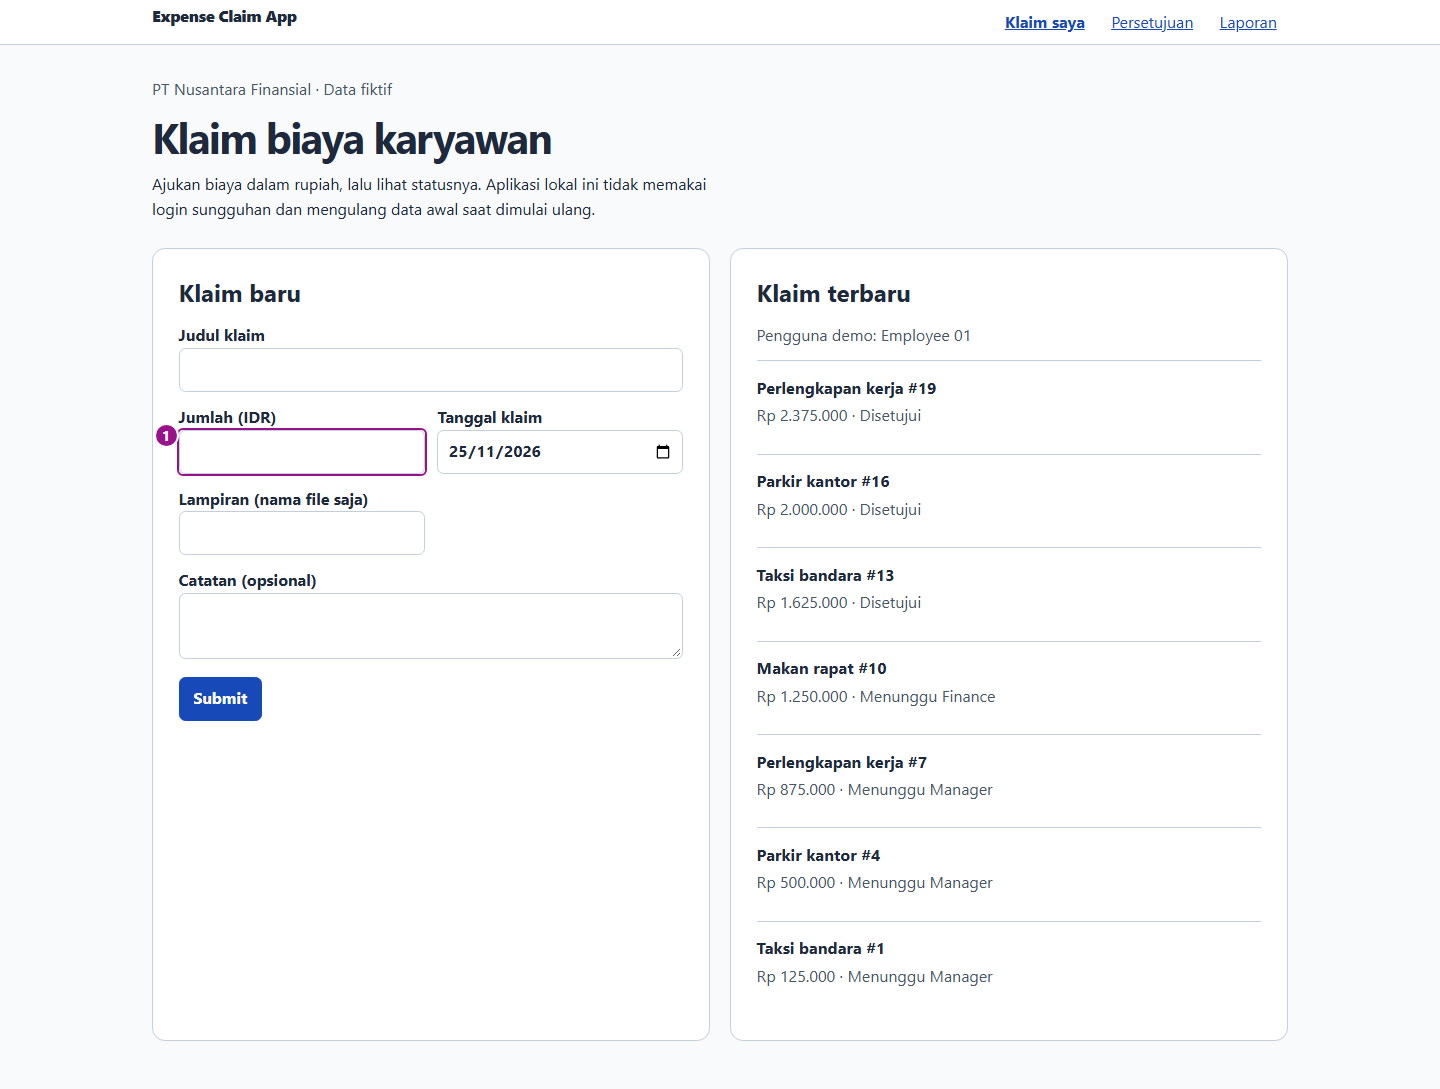 Expense Claim App
Klaim saya
Persetujuan
Laporan
PT Nusantara Finansial · Data fiktif
Klaim biaya karyawan
Ajukan biaya dalam rupiah, lalu lihat statusnya. Aplikasi lokal ini tidak memakai
login sungguhan dan mengulang data awal saat dimulai ulang.
Klaim baru
Judul klaim
Jumlah (IDR)
Tanggal klaim
1
25/11/2026
Lampiran (nama file saja)
Catatan (opsional)
Submit
Klaim terbaru
Pengguna demo: Employee 01
Perlengkapan kerja #19
Rp 2.375.000 · Disetujui
Parkir kantor #16
Rp 2.000.000 · Disetujui
Taksi bandara #13
Rp 1.625.000 · Disetujui
Makan rapat #10
Rp 1.250.000 · Menunggu Finance
Perlengkapan kerja #7
Rp 875.000 · Menunggu Manager
Parkir kantor #4
Rp 500.000 · Menunggu Manager
Taksi bandara #1
Rp 125.000 · Menunggu Manager